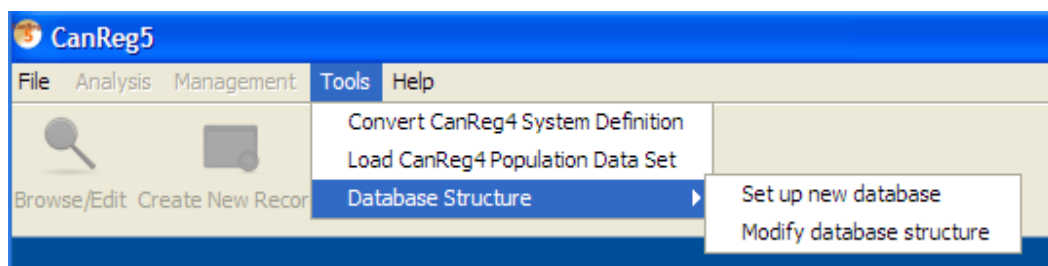 CanReg5
File Analysis Management Tools Help
Convert CanReg4 System Definition
Load CanReg4 Population Data Set
Browse/Edit Create New Recor
Database Structure
Set up new database
Modify database structure